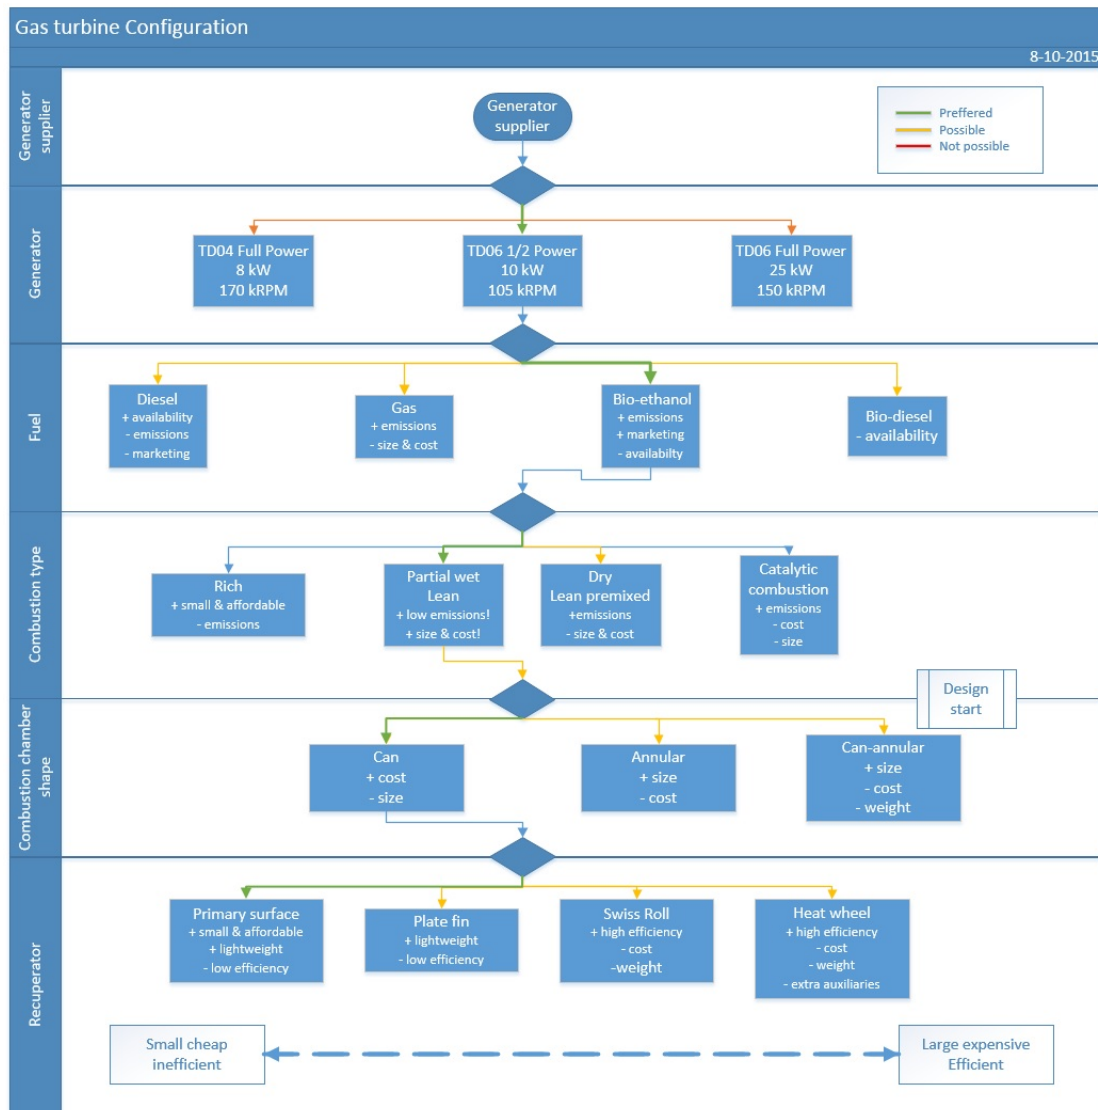 Gas turbine Configuration
8-10-2015
Generator
supplier
Generator
supplier
Preffered
Possible
Not possible
Generator
TD04 Full Power
8 kW
170 kRPM
TD06 1/2 Power
10 kW
105 kRPM
TD06 Full Power
25 kW
150 kRPM
Fuel
Diesel
+ availability
- emissions
- marketing
Gas
+ emissions
- size & cost
Bio-ethanol
+ emissions
+ marketing
- availabilty
Bio-diesel
- availability
Combustion type
Rich
+ small & affordable
- emissions
Partial wet
Lean
+ low emissions!
+ size & cost!
Dry
Lean premixed
+emissions
- size & cost
Catalytic
combustion
+ emissions
- cost
- size
Design
start
Combustion chamber
shape
Can
+ cost
- size
Annular
+ size
- cost
Can-annular
+ size
- cost
- weight
Recuperator
Primary surface
+ small & affordable
+ lightweight
- low efficiency
Plate fin
+ lightweight
- low efficiency
Swiss Roll
+ high efficiency
- cost
-weight
Heat wheel
+ high efficiency
- cost
- weight
- extra auxiliaries
Small cheap
inefficient
Large expensive
Efficient